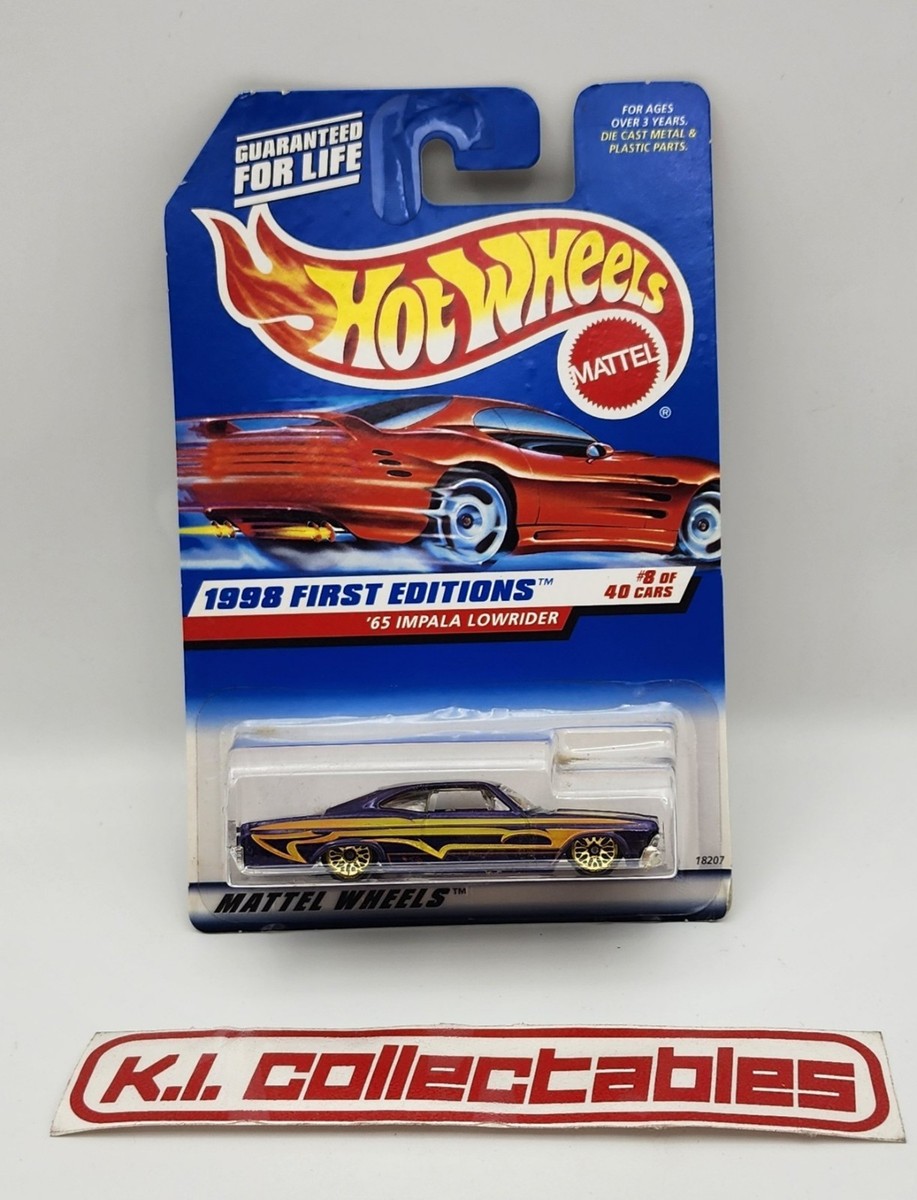 GUARANTEED
FOR LIFE
FOR AGES
OVER 3 YEARS.
DIE CAST METAL &
PLASTIC PARTS.
HOT WHEELS
MATTEL
®
1998 FIRST EDITIONS™
#8 OF
40 CARS
'65 IMPALA LOWRIDER
18207
MATTEL WHEELS™
K.I. collectables